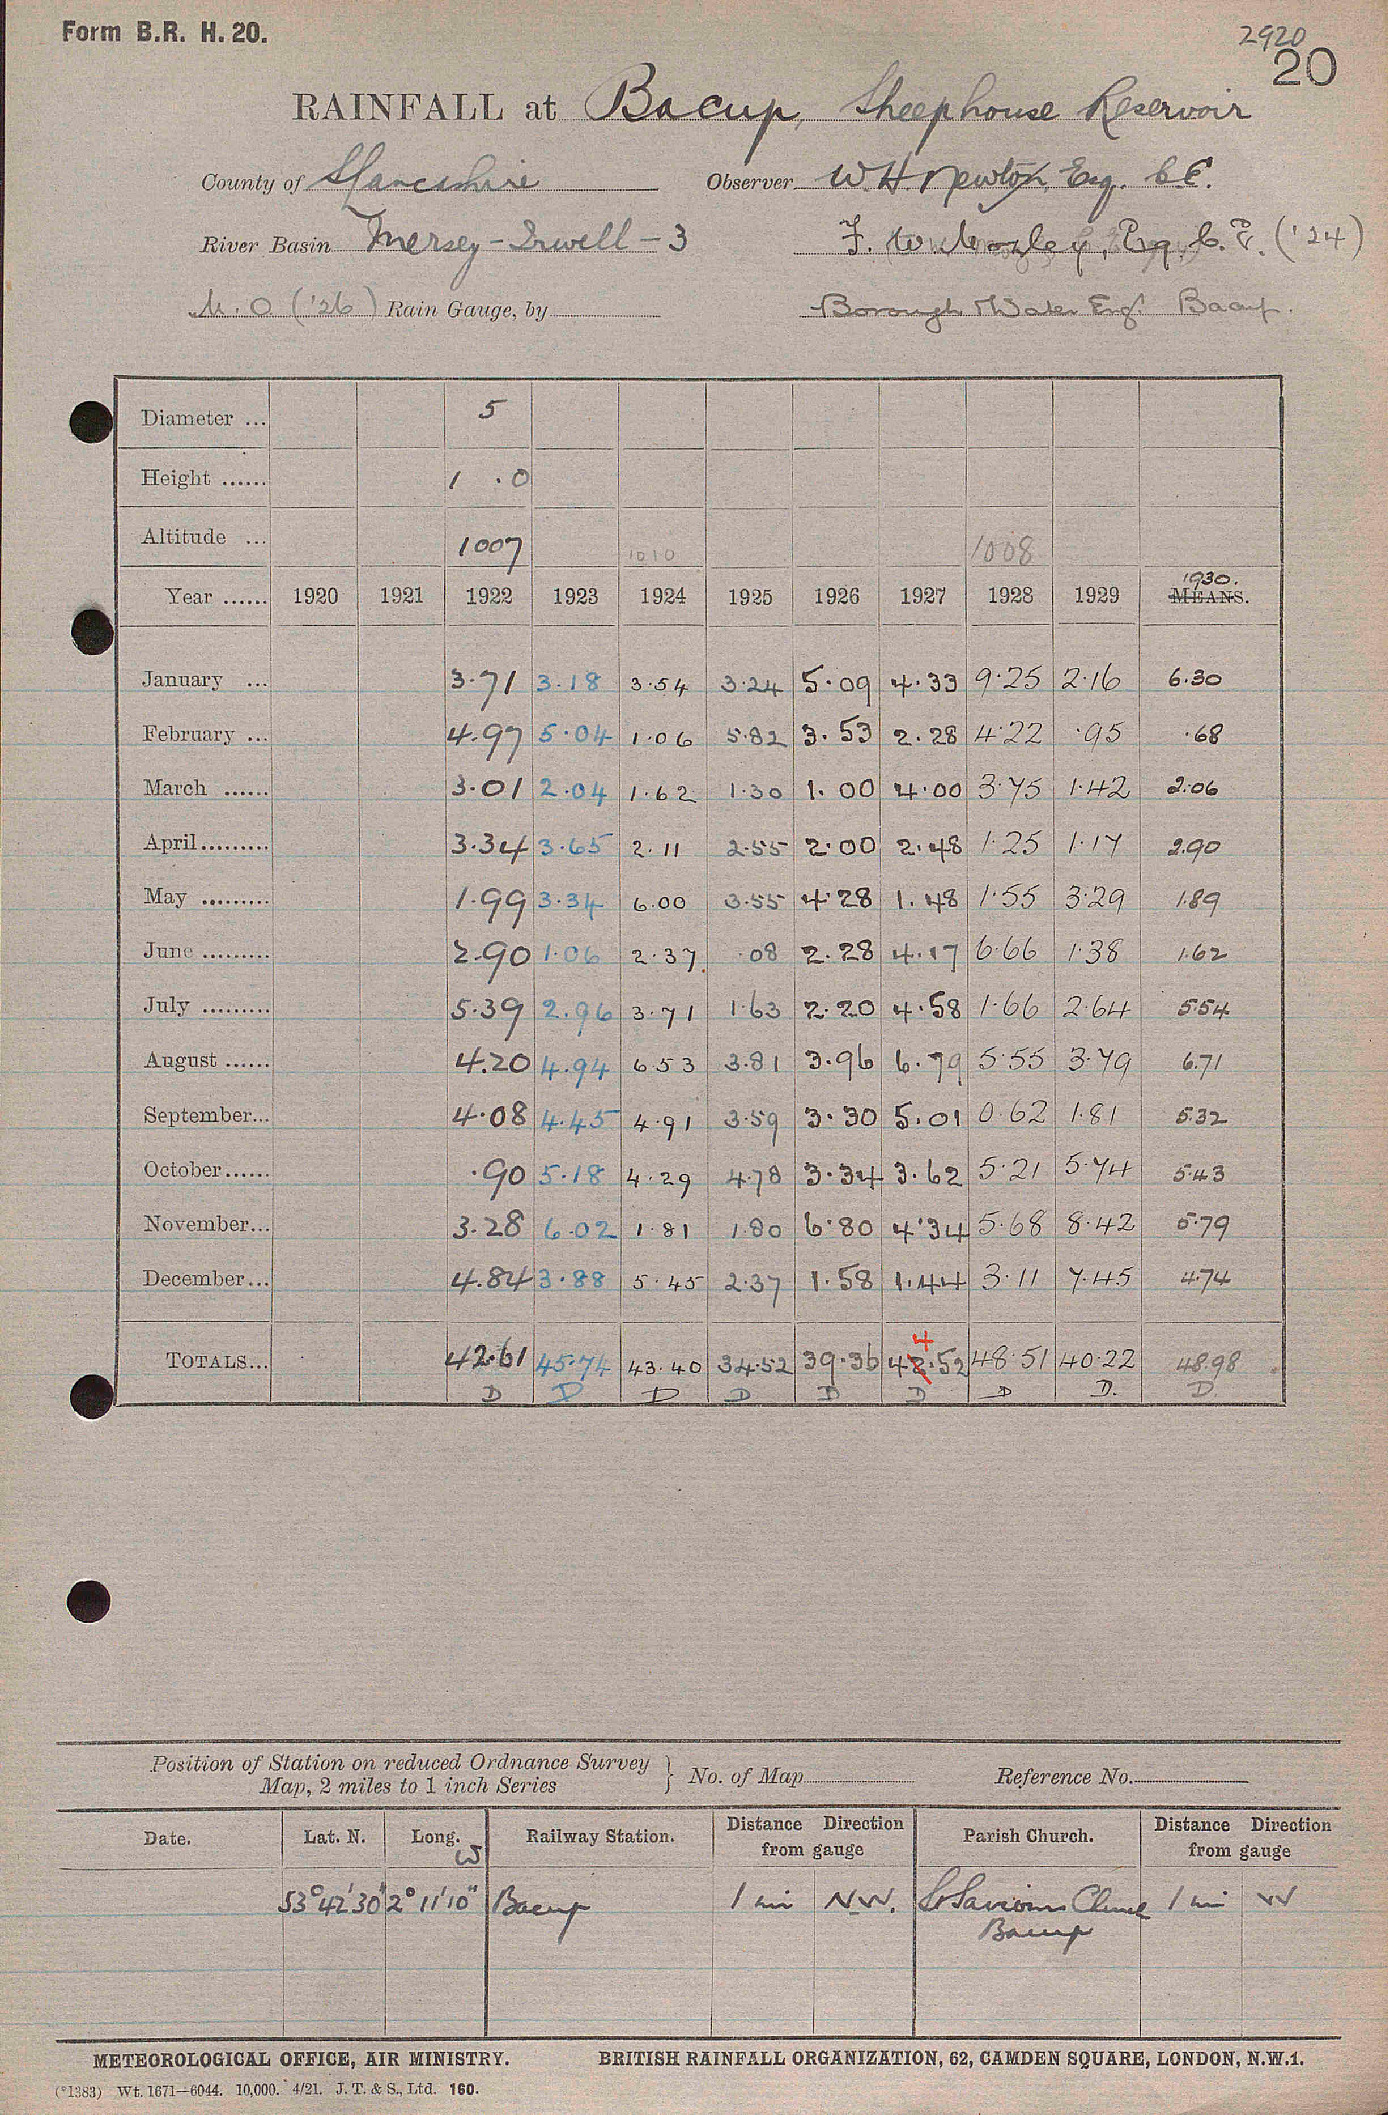 Form B.R. H. 20.
2920
20
RAINFALL at Bacup, Sheephouse Reservoir
County of Lancashire Observer W H Newton Esq. C.E.
River Basin Mersey - Irwell - 3 F. W. Mozley, Esq. C. E. ('24)
M.O ('26) Rain Gauge, by Borough Water Eng. Bacup.
Diameter ... 5
Height ...... 1 .0
Altitude ... 1007 1010 1008
1930.
Year ...... 1920 1921 1922 1923 1924 1925 1926 1927 1928 1929 MEANS.
January ... 3.71 3.18 3.54 3.24 5.09 4.33 9.25 2.16 6.30
February ... 4.97 5.04 1.06 5.82 3.53 2.28 4.22 .95 .68
March ...... 3.01 2.04 1.62 1.30 1.00 4.00 3.75 1.42 2.06
April......... 3.34 3.65 2.11 2.55 2.00 2.48 1.25 1.17 2.90
May ......... 1.99 3.34 6.00 3.55 4.28 1.48 1.55 3.29 1.89
June ......... 2.90 1.06 2.37 .08 2.28 4.17 6.66 1.38 1.62
July ......... 5.39 2.96 3.71 1.63 2.20 4.58 1.66 2.64 5.54
August ...... 4.20 4.94 6.53 3.81 3.96 6.79 5.55 3.79 6.71
September... 4.08 4.45 4.91 3.59 3.30 5.01 0.62 1.81 5.32
October...... .90 5.18 4.29 4.78 3.34 3.62 5.21 5.74 5.43
November... 3.28 6.02 1.81 1.80 6.80 4.34 5.68 8.42 5.79
December... 4.84 3.88 5.45 2.37 1.58 1.44 3.11 7.45 4.74
4
TOTALS... 42.61 45.74 43.40 34.52 39.36 42.52 48.51 40.22 48.98
D D D D D D D D. D.
Position of Station on reduced Ordnance Survey
Map, 2 miles to 1 inch Series } No. of Map Reference No.
Date. Lat. N. Long. W Railway Station. Distance Direction from gauge Parish Church. Distance Direction from gauge
53° 42' 30" 2° 11' 10" Bacup 1 mi N.W. St Saviours Church 1 mi W
Bacup
METEOROLOGICAL OFFICE, AIR MINISTRY. BRITISH RAINFALL ORGANIZATION, 62, CAMDEN SQUARE, LONDON, N.W.1.
(*1383) Wt. 1671—6044. 10,000. 4/21. J. T. & S., Ltd. 160.